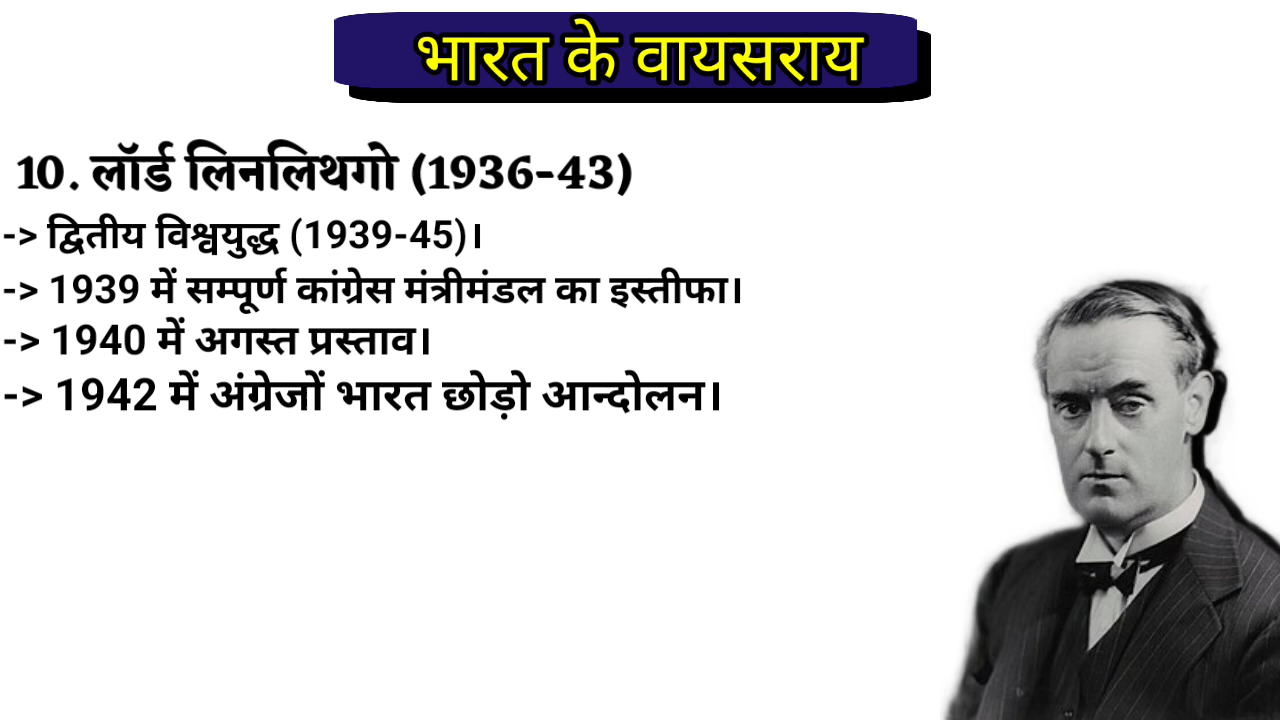 भारत के वायसराय
10. लॉर्ड लिनलिथगो (1936-43)
-> द्वितीय विश्वयुद्ध (1939-45)।
-> 1939 में सम्पूर्ण कांग्रेस मंत्रीमंडल का इस्तीफा।
-> 1940 में अगस्त प्रस्ताव।
-> 1942 में अंग्रेजों भारत छोड़ो आन्दोलन।